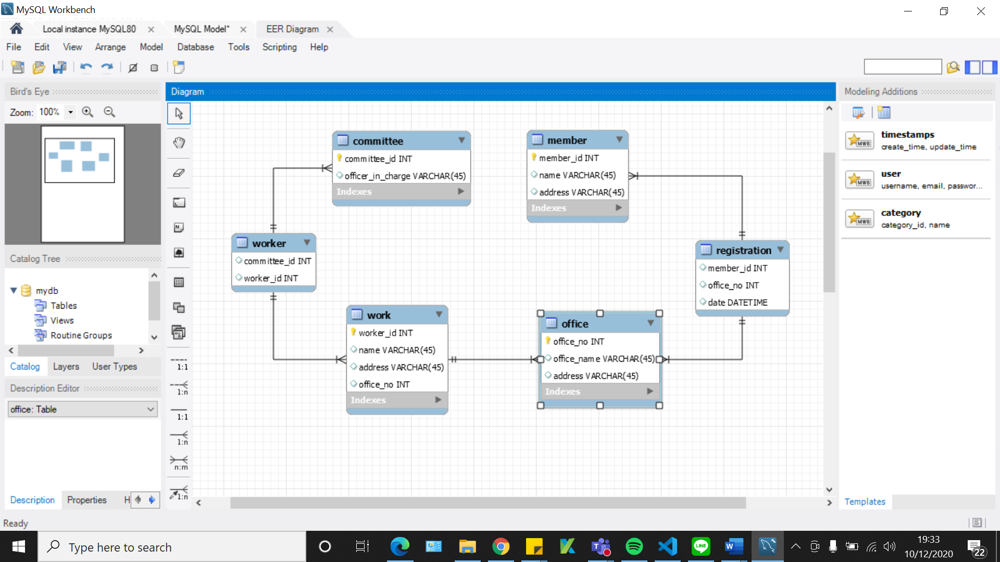 MySQL Workbench
Local instance MySQL80
MySQL Model*
EER Diagram
File Edit View Arrange Model Database Tools Scripting Help
Bird's Eye
Zoom: 100%
Catalog Tree
mydb
Tables
Views
Routine Groups
Catalog Layers User Types
Description Editor
office: Table
Description Properties H
Ready
Diagram
1:1
1:n
1:1
1:n
n:m
1:n
committee
committee_id INT
officer_in_charge VARCHAR(45)
Indexes
member
member_id INT
name VARCHAR(45)
address VARCHAR(45)
Indexes
worker
committee_id INT
worker_id INT
registration
member_id INT
office_no INT
date DATETIME
work
worker_id INT
name VARCHAR(45)
address VARCHAR(45)
office_no INT
Indexes
office
office_no INT
office_name VARCHAR(45)
address VARCHAR(45)
Indexes
Modeling Additions
MWB
timestamps
create_time, update_time
MWB
user
username, email, passwor...
MWB
category
category_id, name
Templates
Type here to search
LINE
19:33
10/12/2020
22